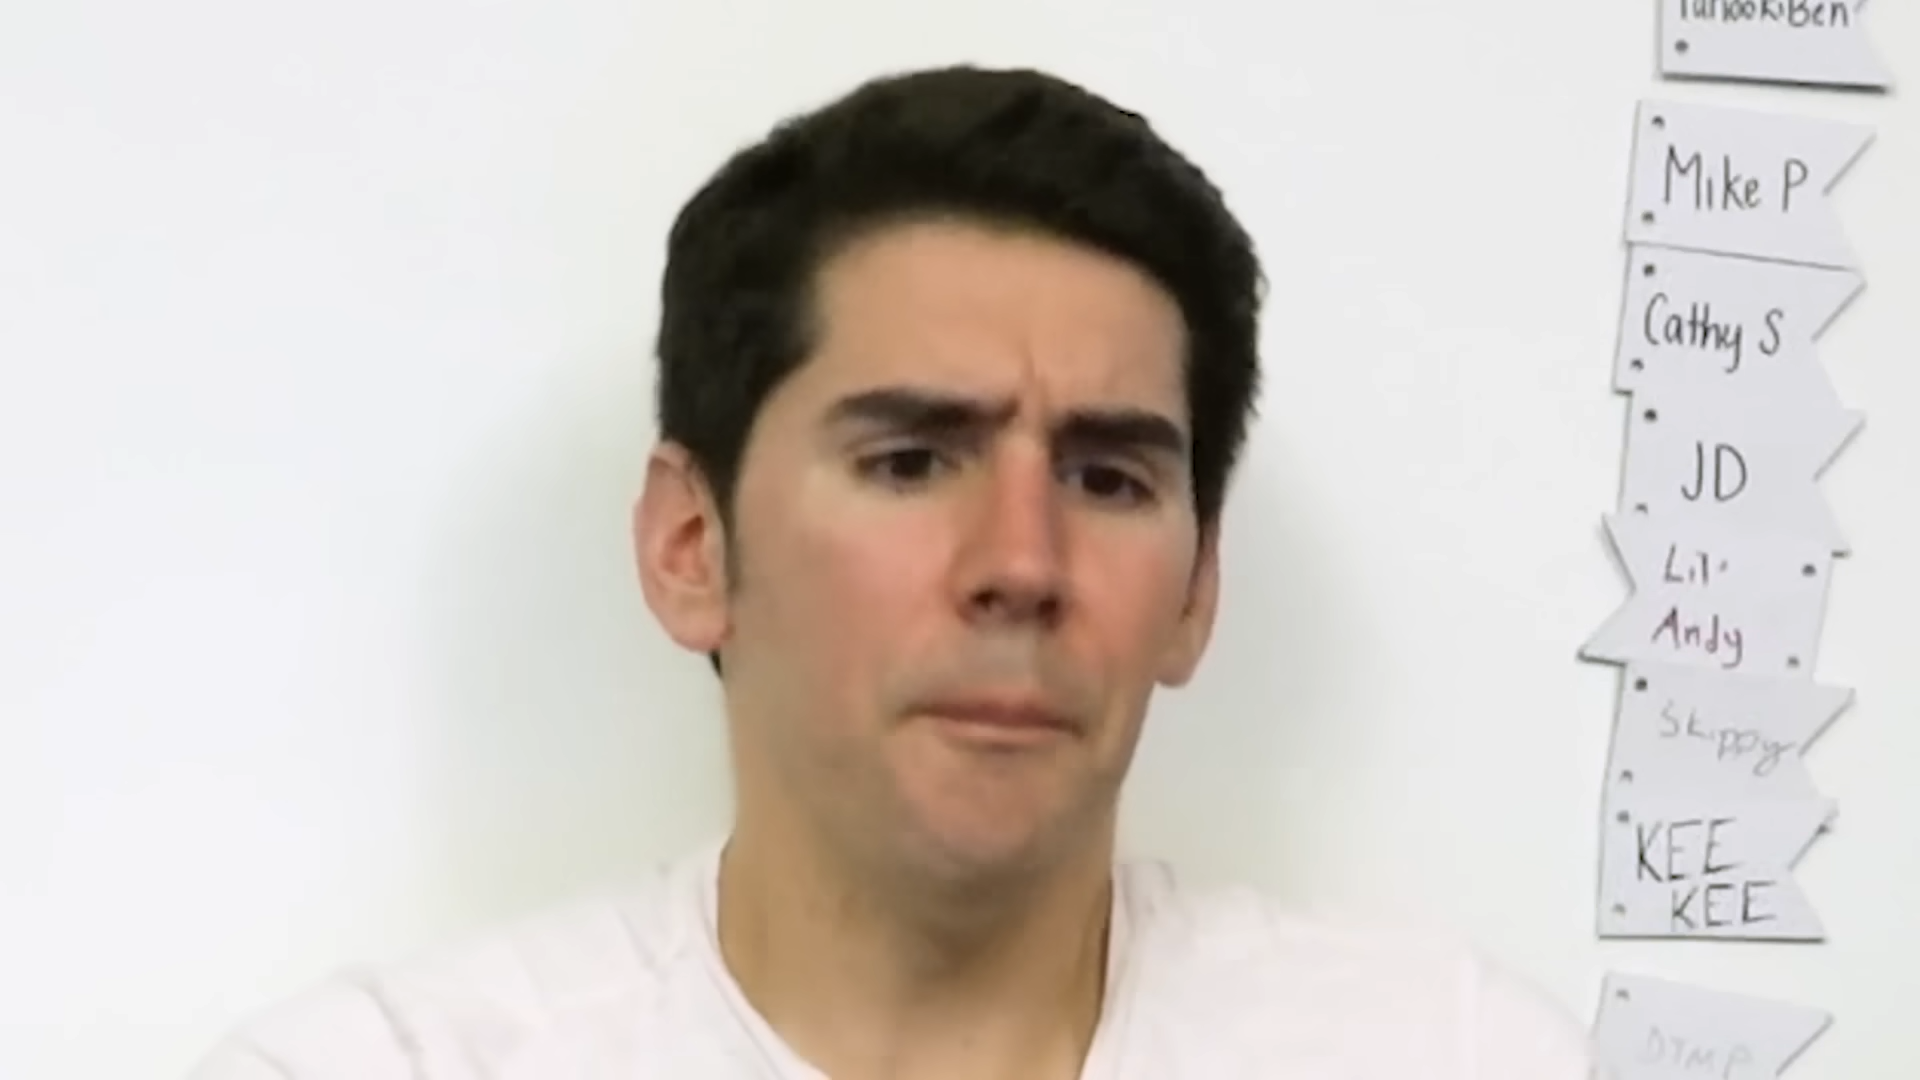 Mike P
Cathy S
JD
Lil'
Andy
Skippy
KEE
KEE